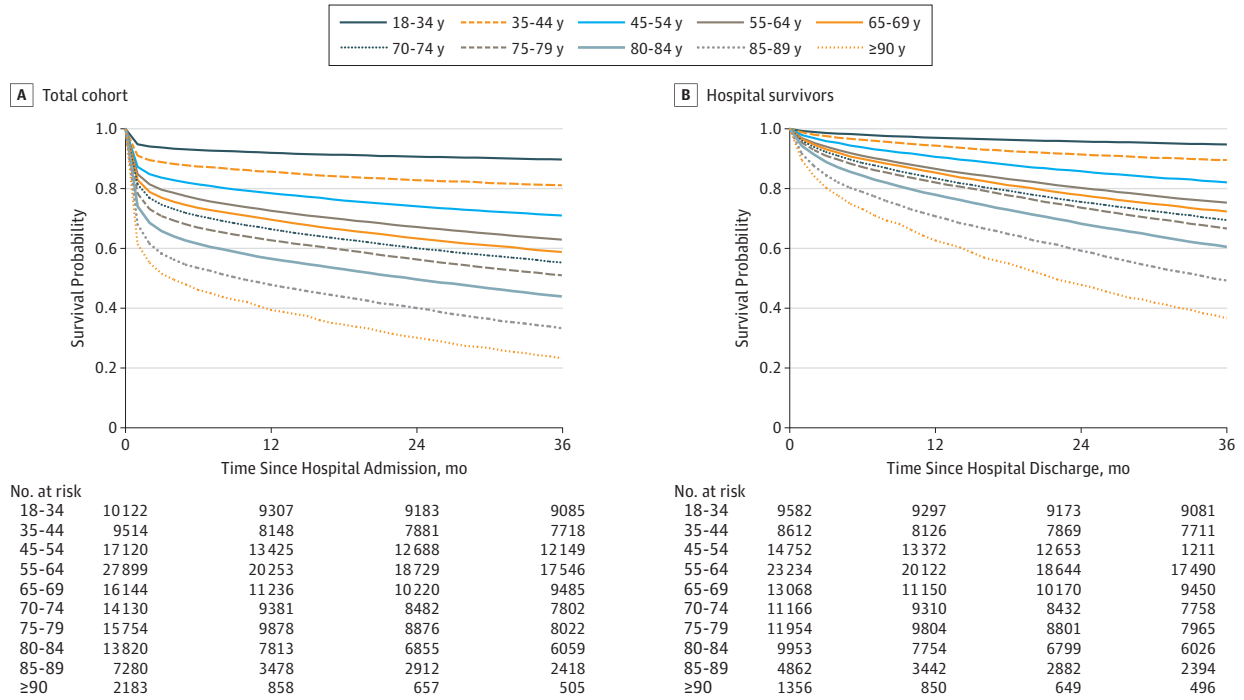 18-34 y 35-44 y 45-54 y 55-64 y 65-69 y
70-74 y 75-79 y 80-84 y 85-89 y ≥90 y
A Total cohort
1.0
0.8
0.6
0.4
0.2
0
Survival Probability
0 12 24 36
Time Since Hospital Admission, mo
No. at risk
18-34 10122 9307 9183 9085
35-44 9514 8148 7881 7718
45-54 17120 13425 12688 12149
55-64 27899 20253 18729 17546
65-69 16144 11236 10220 9485
70-74 14130 9381 8482 7802
75-79 15754 9878 8876 8022
80-84 13820 7813 6855 6059
85-89 7280 3478 2912 2418
≥90 2183 858 657 505
B Hospital survivors
1.0
0.8
0.6
0.4
0.2
0
Survival Probability
0 12 24 36
Time Since Hospital Discharge, mo
No. at risk
18-34 9582 9297 9173 9081
35-44 8612 8126 7869 7711
45-54 14752 13372 12653 1211
55-64 23234 20122 18644 17490
65-69 13068 11150 10170 9450
70-74 11166 9310 8432 7758
75-79 11954 9804 8801 7965
80-84 9953 7754 6799 6026
85-89 4862 3442 2882 2394
≥90 1356 850 649 496